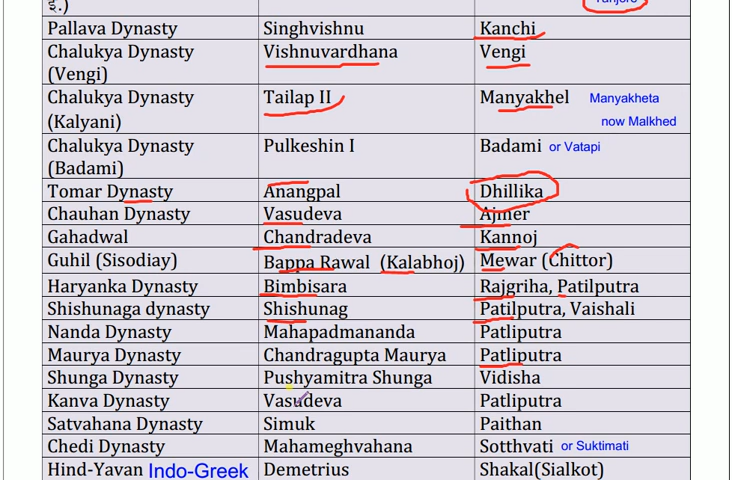 ई.)
Tanjore
Pallava Dynasty Singhvishnu Kanchi
Chalukya Dynasty Vishnuvardhana Vengi
(Vengi)
Chalukya Dynasty Tailap II Manyakhel Manyakheta
(Kalyani) now Malkhed
Chalukya Dynasty Pulkeshin I Badami or Vatapi
(Badami)
Tomar Dynasty Anangpal Dhillika
Chauhan Dynasty Vasudeva Ajmer
Gahadwal Chandradeva Kannoj
Guhil (Sisodiay) Bappa Rawal (Kalabhoj) Mewar (Chittor)
Haryanka Dynasty Bimbisara Rajgriha, Patilputra
Shishunaga dynasty Shishunag Patilputra, Vaishali
Nanda Dynasty Mahapadmananda Patliputra
Maurya Dynasty Chandragupta Maurya Patliputra
Shunga Dynasty Pushyamitra Shunga Vidisha
Kanva Dynasty Vasudeva Patliputra
Satvahana Dynasty Simuk Paithan
Chedi Dynasty Mahameghvahana Sotthvati or Suktimati
Hind-Yavan Indo-Greek Demetrius Shakal(Sialkot)